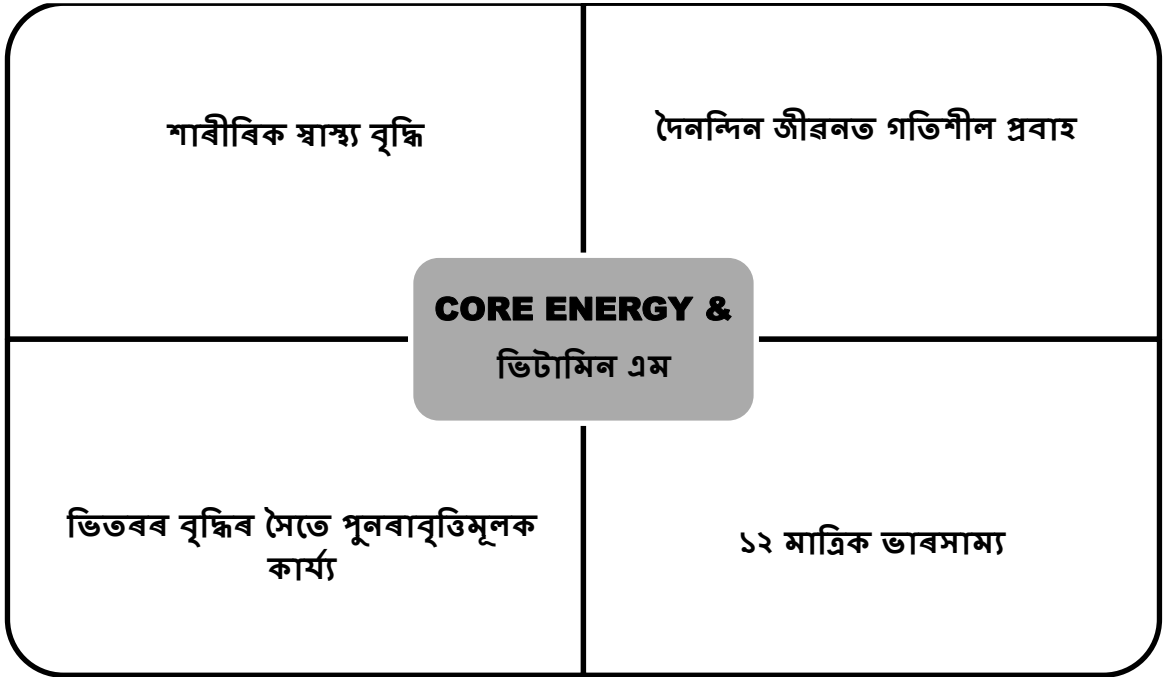 শাৰীৰিক স্বাস্থ্য বৃদ্ধি
দৈনন্দিন জীৱনত গতিশীল প্ৰবাহ
CORE ENERGY &
ভিটামিন এম
ভিতৰৰ বৃদ্ধিৰ সৈতে পুনৰাবৃত্তিমূলক
কাৰ্য্য
১২ মাত্ৰিক ভাৰসাম্য